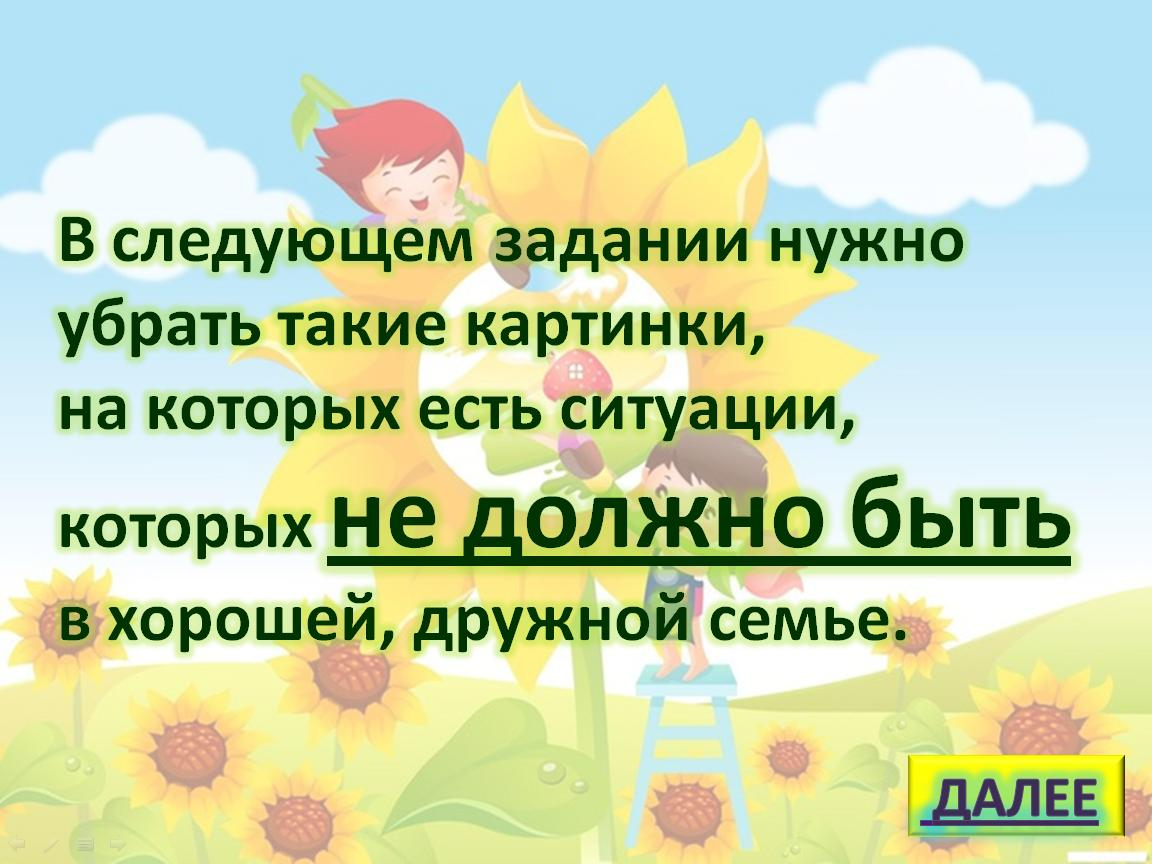 В следующем задании нужно
убрать такие картинки,
на которых есть ситуации,
которых не должно быть
в хорошей, дружной семье.
ДАЛЕЕ